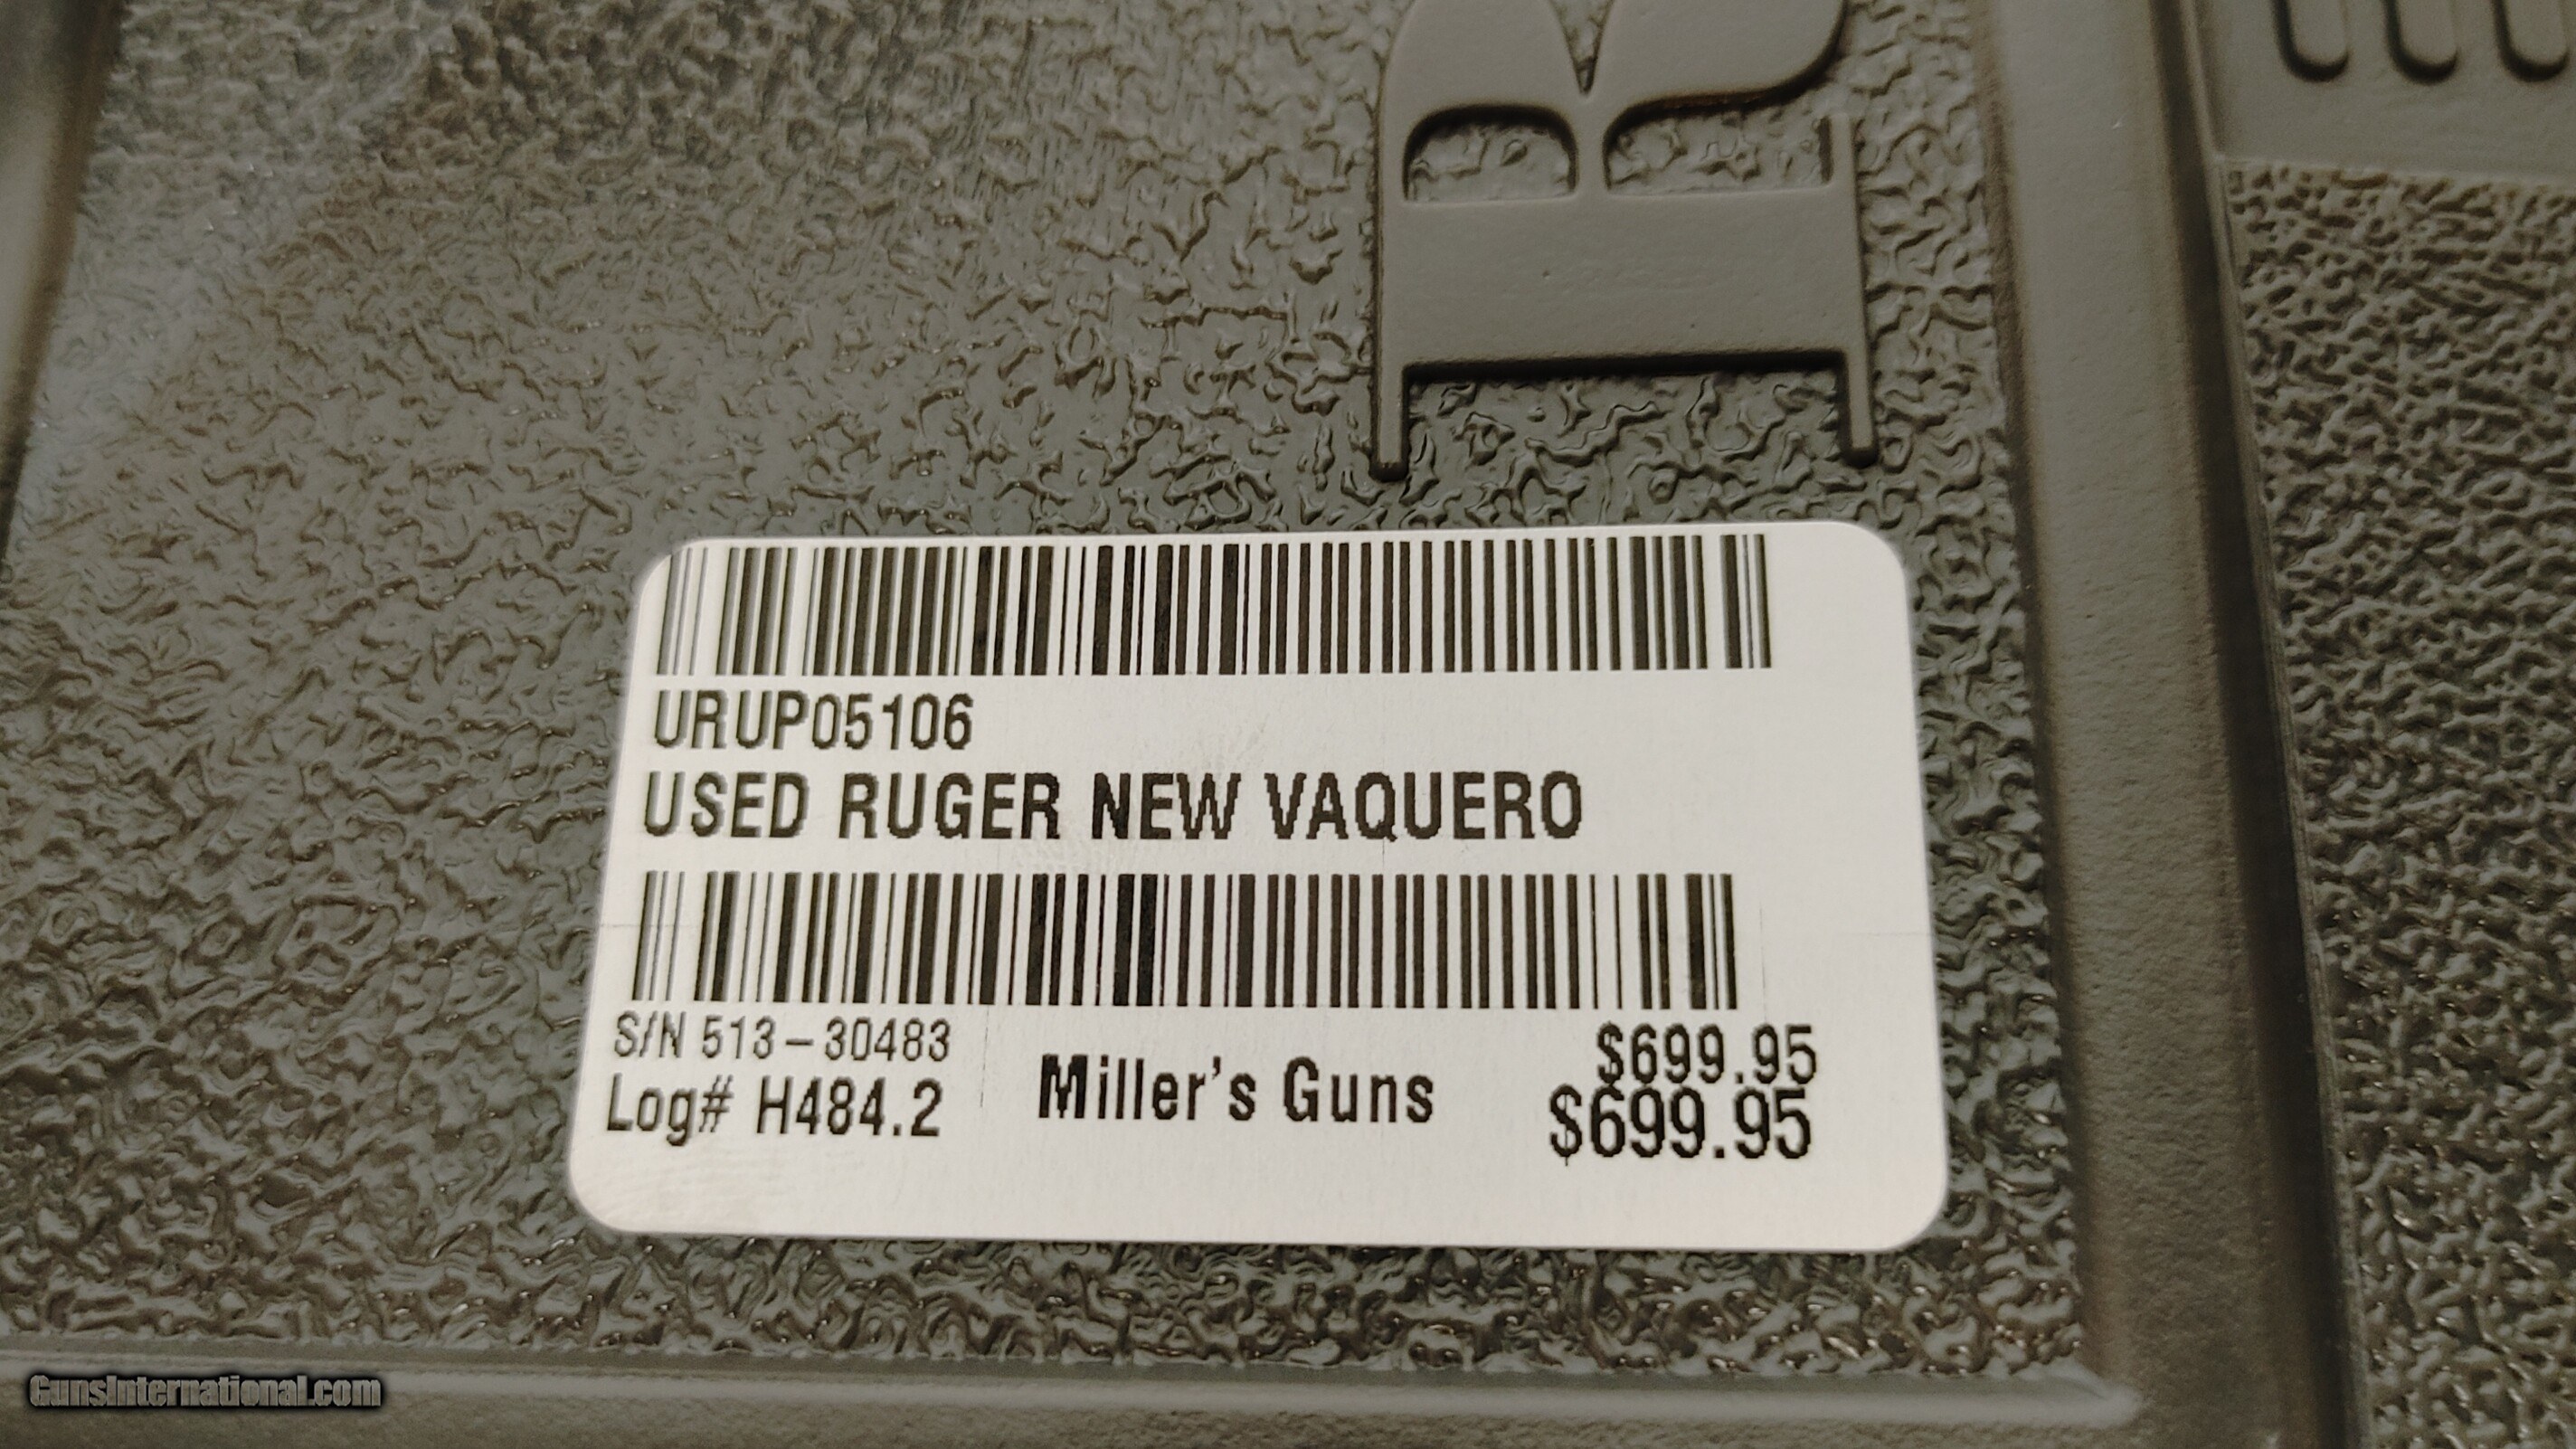 URUP05106
USED RUGER NEW VAQUERO
S/N 513-30483
$699.95
Log# H484.2
Miller's Guns
$699.95
GunsInternational.com